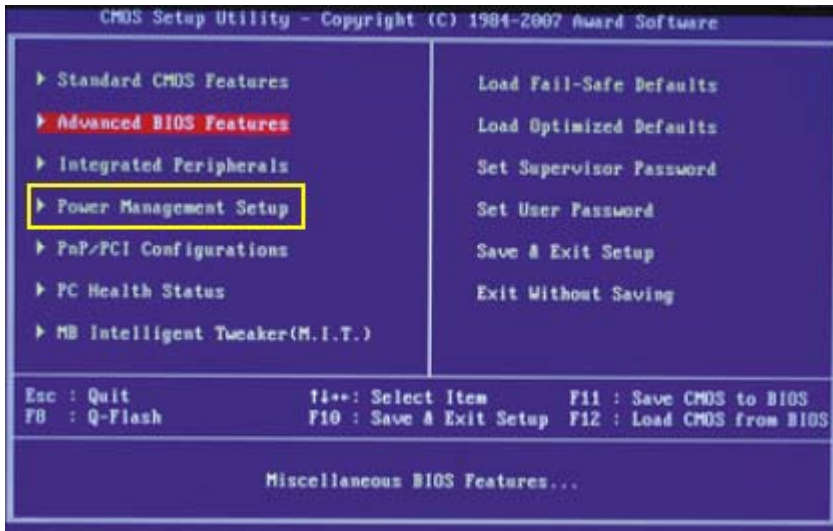 CMOS Setup Utility - Copyright (C) 1984-2007 Award Software
▶ Standard CMOS Features
▶ Advanced BIOS Features
▶ Integrated Peripherals
▶ Power Management Setup
▶ PnP/PCI Configurations
▶ PC Health Status
▶ MB Intelligent Tweaker(M.I.T.)
Load Fail-Safe Defaults
Load Optimized Defaults
Set Supervisor Password
Set User Password
Save & Exit Setup
Exit Without Saving
Esc : Quit
F8 : Q-Flash
↑↓→←: Select Item
F10 : Save & Exit Setup
F11 : Save CMOS to BIOS
F12 : Load CMOS from BIOS
Miscellaneous BIOS Features...